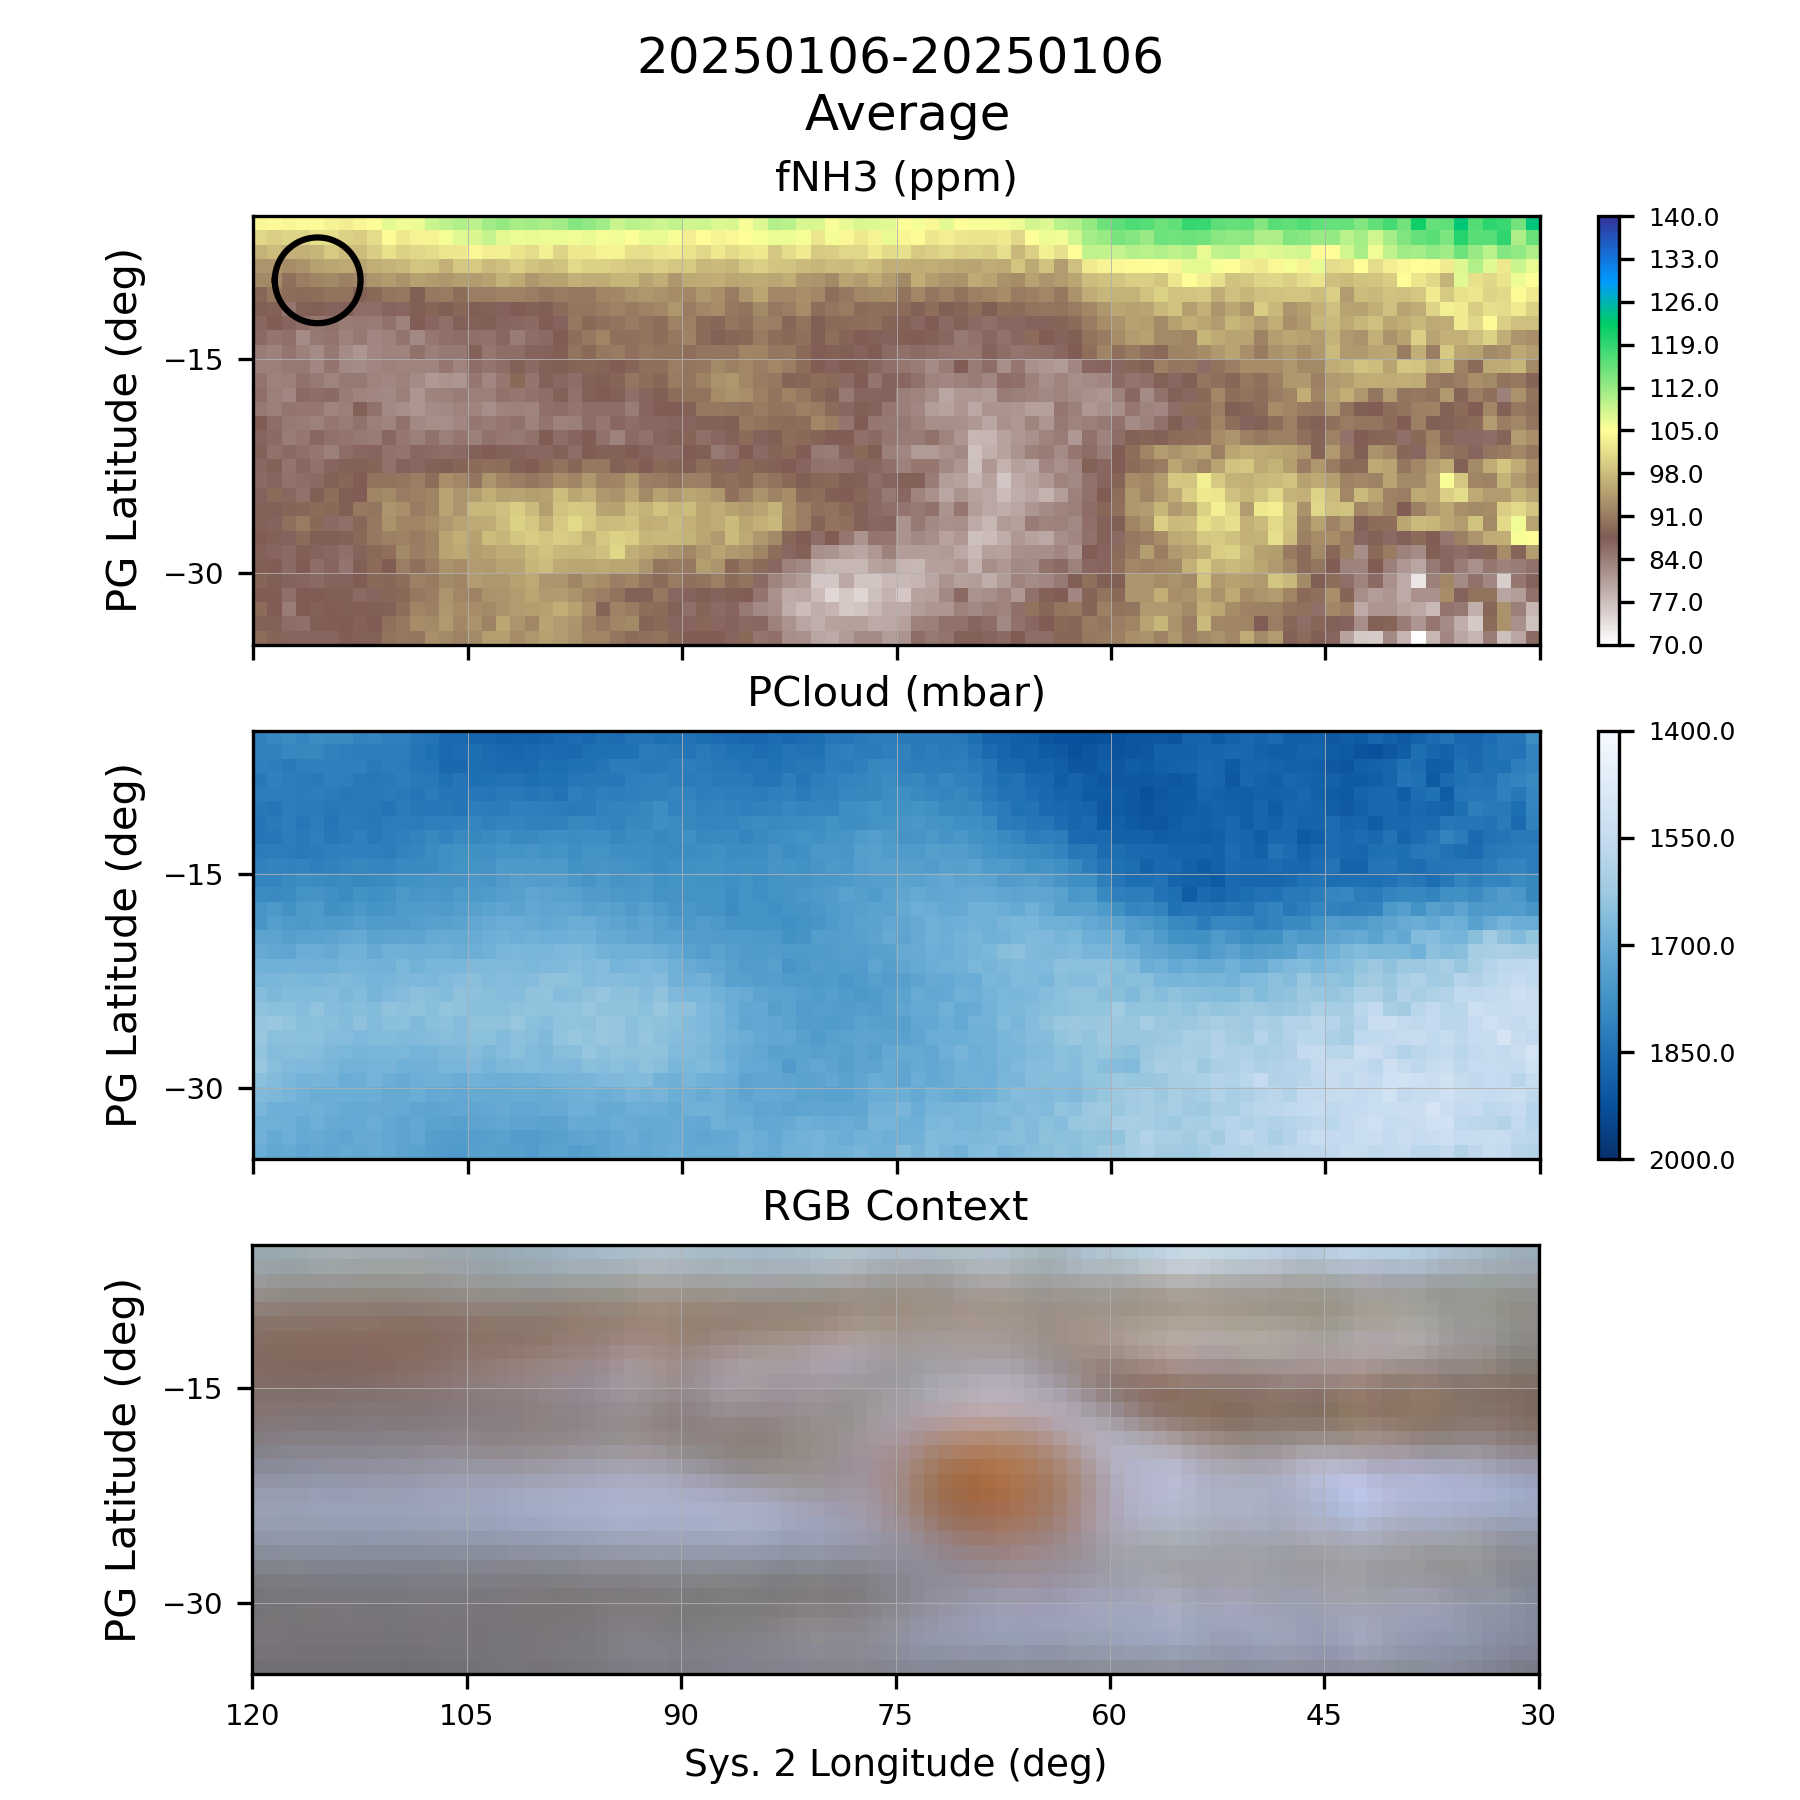 20250106-20250106
Average
fNH3 (ppm)
PG Latitude (deg)
−15
−30
140.0
133.0
126.0
119.0
112.0
105.0
98.0
91.0
84.0
77.0
70.0
PCloud (mbar)
PG Latitude (deg)
−15
−30
1400.0
1550.0
1700.0
1850.0
2000.0
RGB Context
PG Latitude (deg)
−15
−30
120 105 90 75 60 45 30
Sys. 2 Longitude (deg)